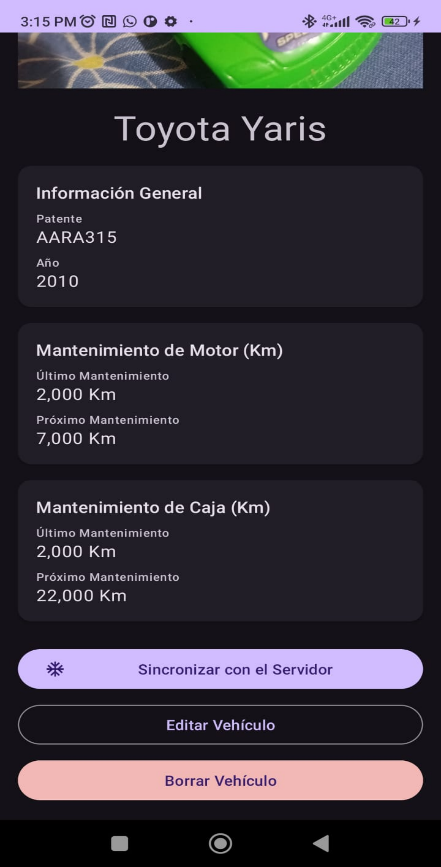 3:15 PM
4G+
42
Toyota Yaris
Información General
Patente
AARA315
Año
2010
Mantenimiento de Motor (Km)
Último Mantenimiento
2,000 Km
Próximo Mantenimiento
7,000 Km
Mantenimiento de Caja (Km)
Último Mantenimiento
2,000 Km
Próximo Mantenimiento
22,000 Km
Sincronizar con el Servidor
Editar Vehículo
Borrar Vehículo